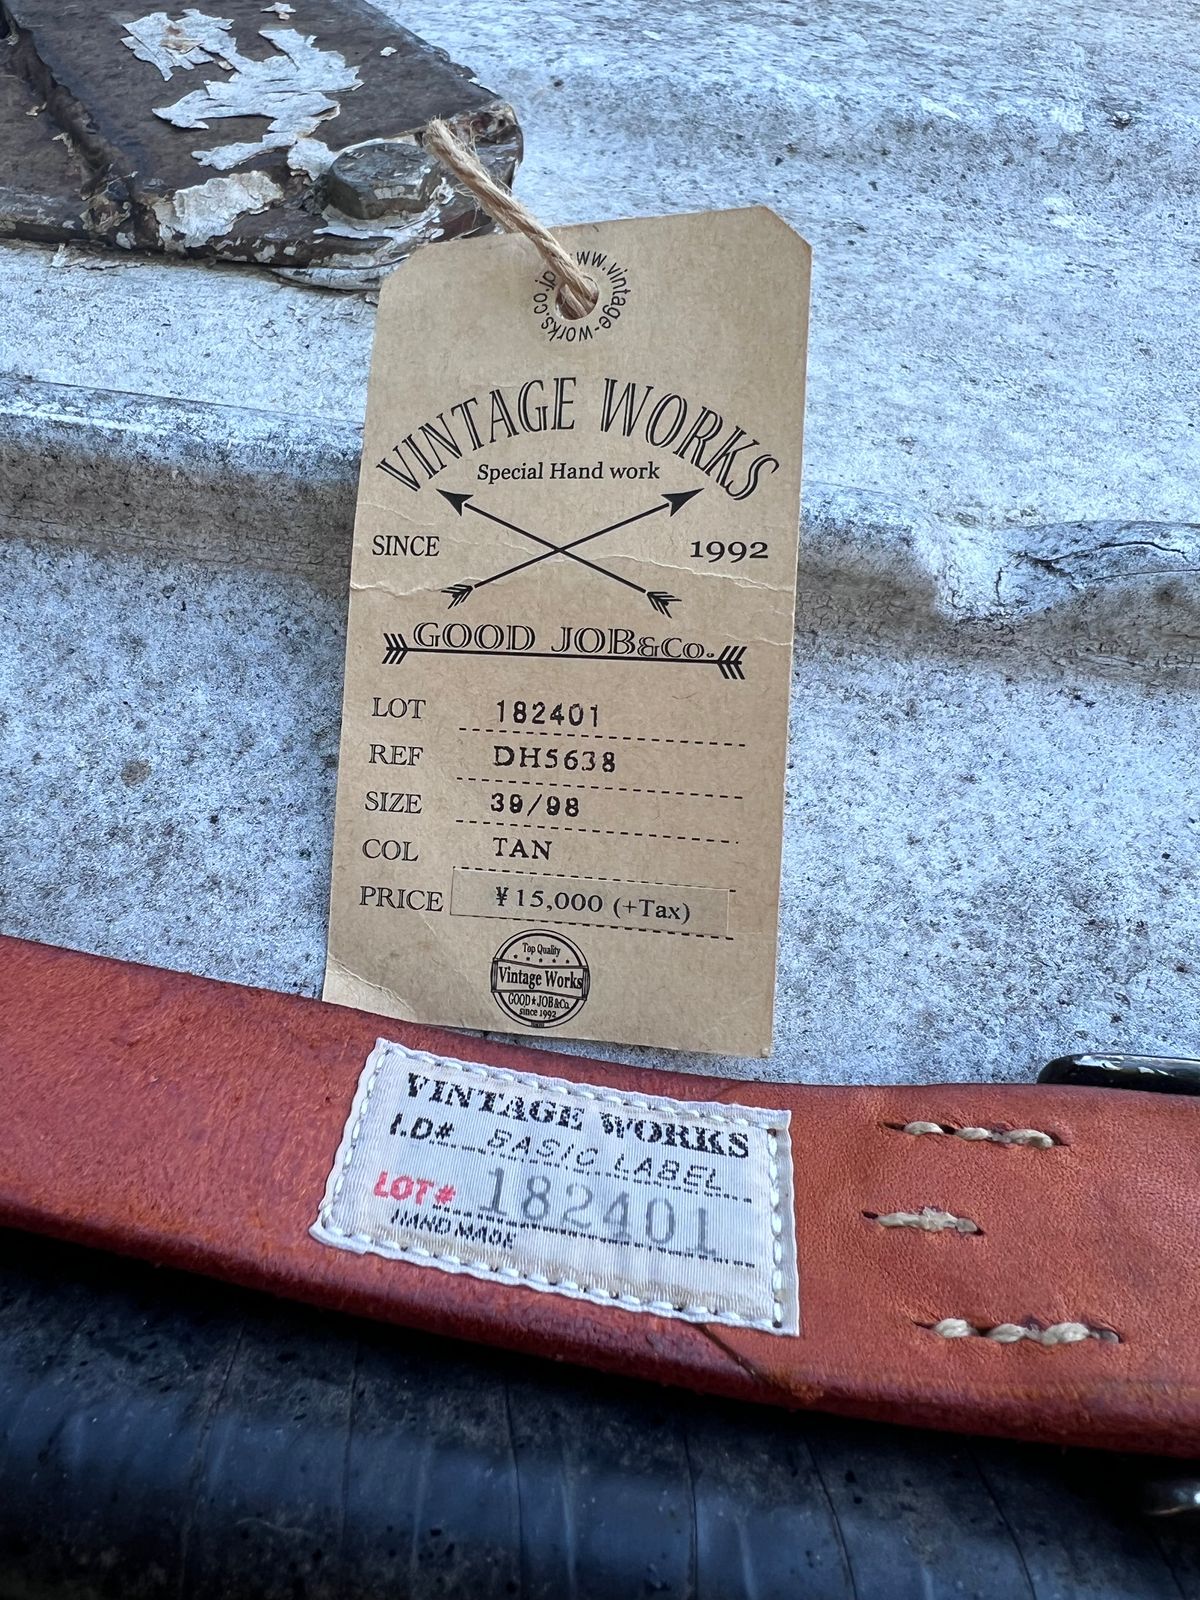 www.vintage-works.co.jp
VINTAGE WORKS
Special Hand work
SINCE 1992
GOOD JOB&Co.
LOT 182401
REF DH5638
SIZE 39/98
COL TAN
PRICE ¥15,000 (+Tax)
Top Quality
Vintage Works
GOOD★JOB&Co.
since 1992
VINTAGE WORKS
I.D# BASIC LABEL
LOT# 182401
HAND MADE